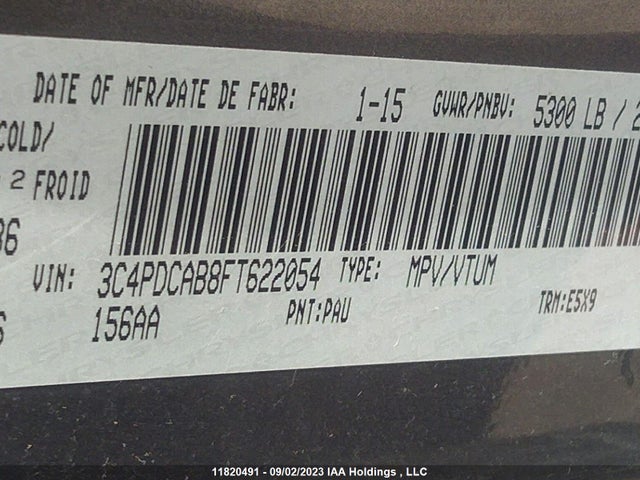 DATE OF MFR/DATE DE FABR: 1-15 GVWR/PNBV: 5300 LB /
COLD/
2 FROID
VIN: 3C4PDCAB8FT622054 TYPE: MPV/VTUM
156AA PNT:PAU TRM:E5X9
11820491 - 09/02/2023 IAA Holdings , LLC